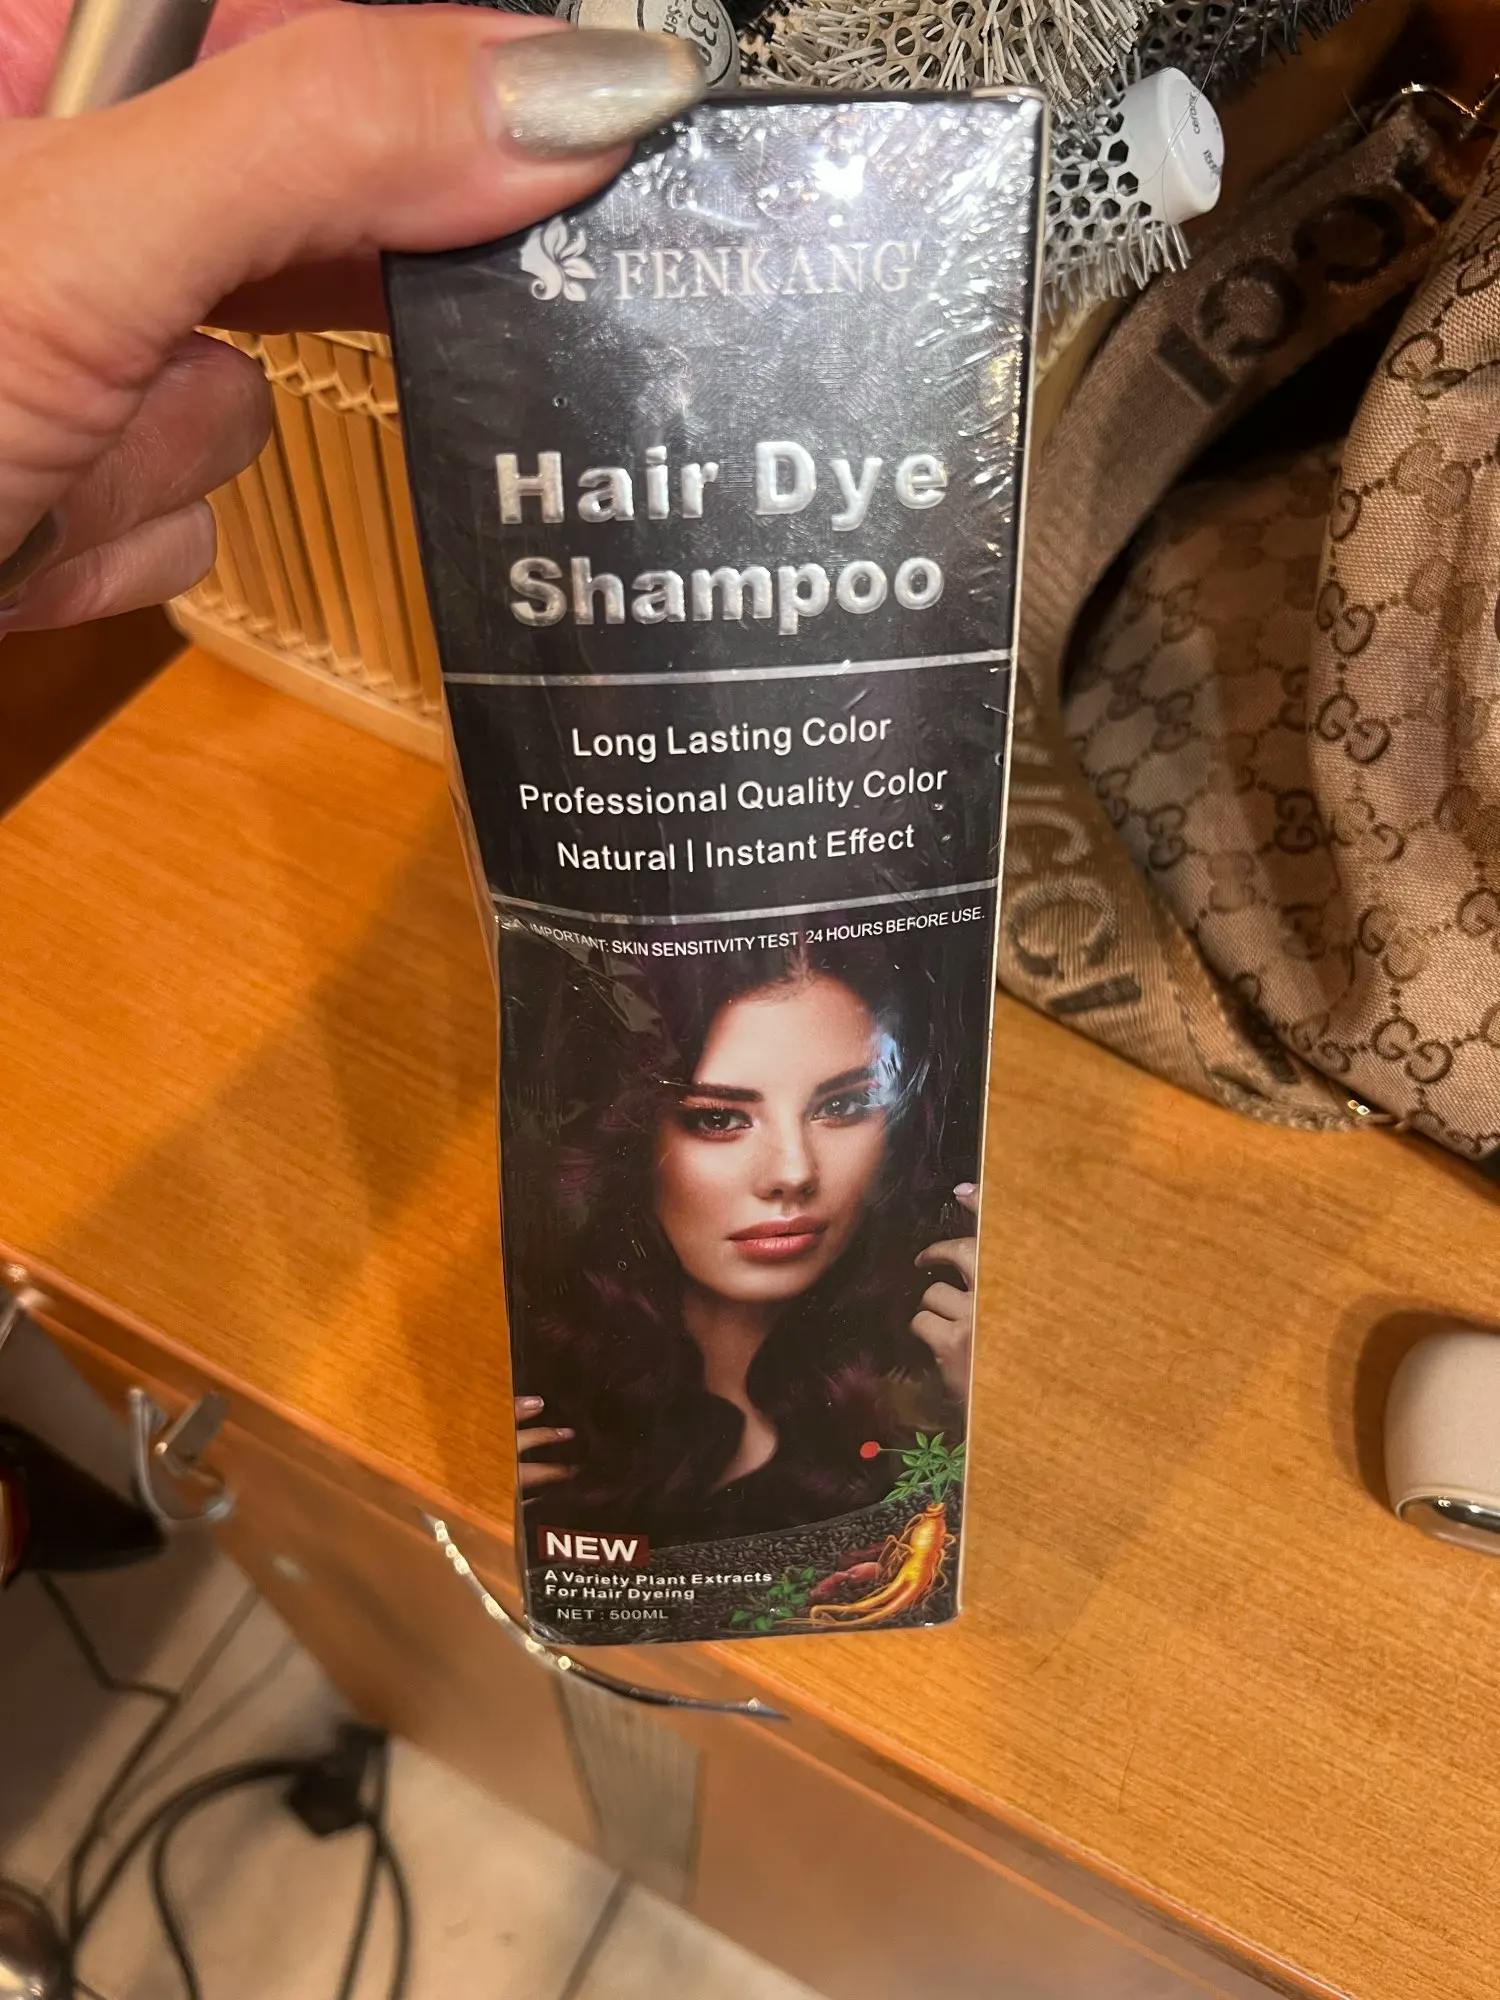 FENKANG'
Hair Dye
Shampoo
Long Lasting Color
Professional Quality Color
Natural | Instant Effect
IMPORTANT: SKIN SENSITIVITY TEST 24 HOURS BEFORE USE.
NEW
A Variety Plant Extracts
For Hair Dyeing
NET : 500ML
GUCCI